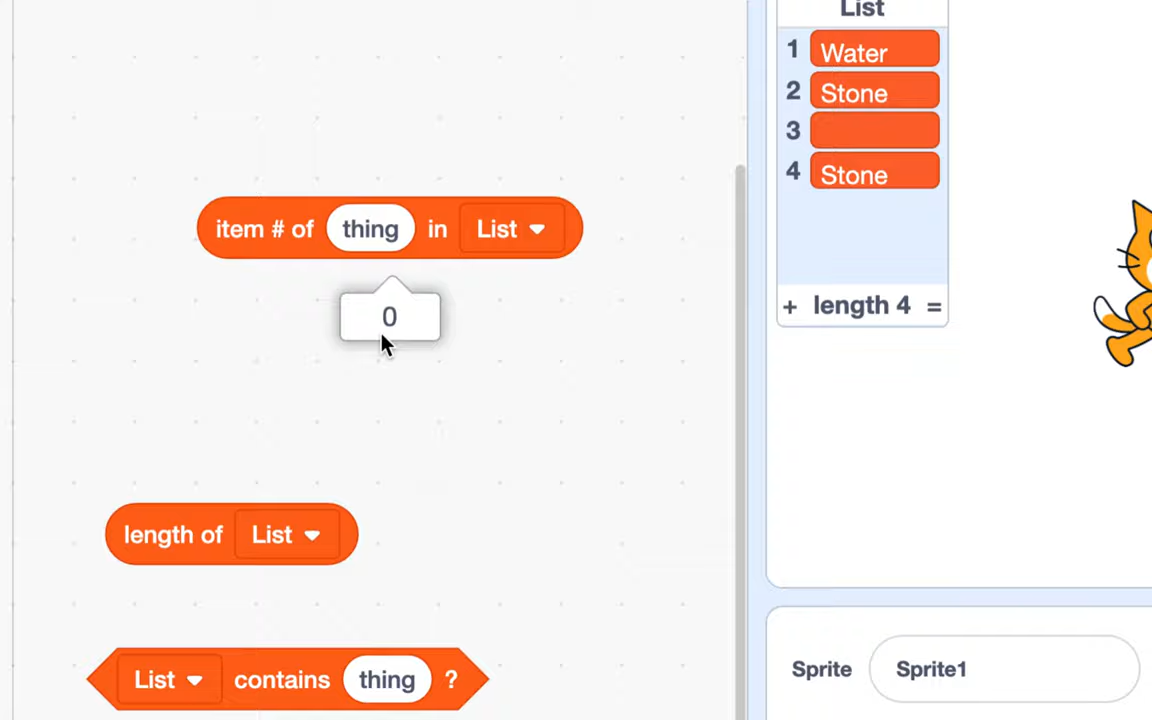 List
1 Water
2 Stone
3
4 Stone
+ length 4 =
item # of thing in List
0
length of List
List contains thing ?
Sprite Sprite1